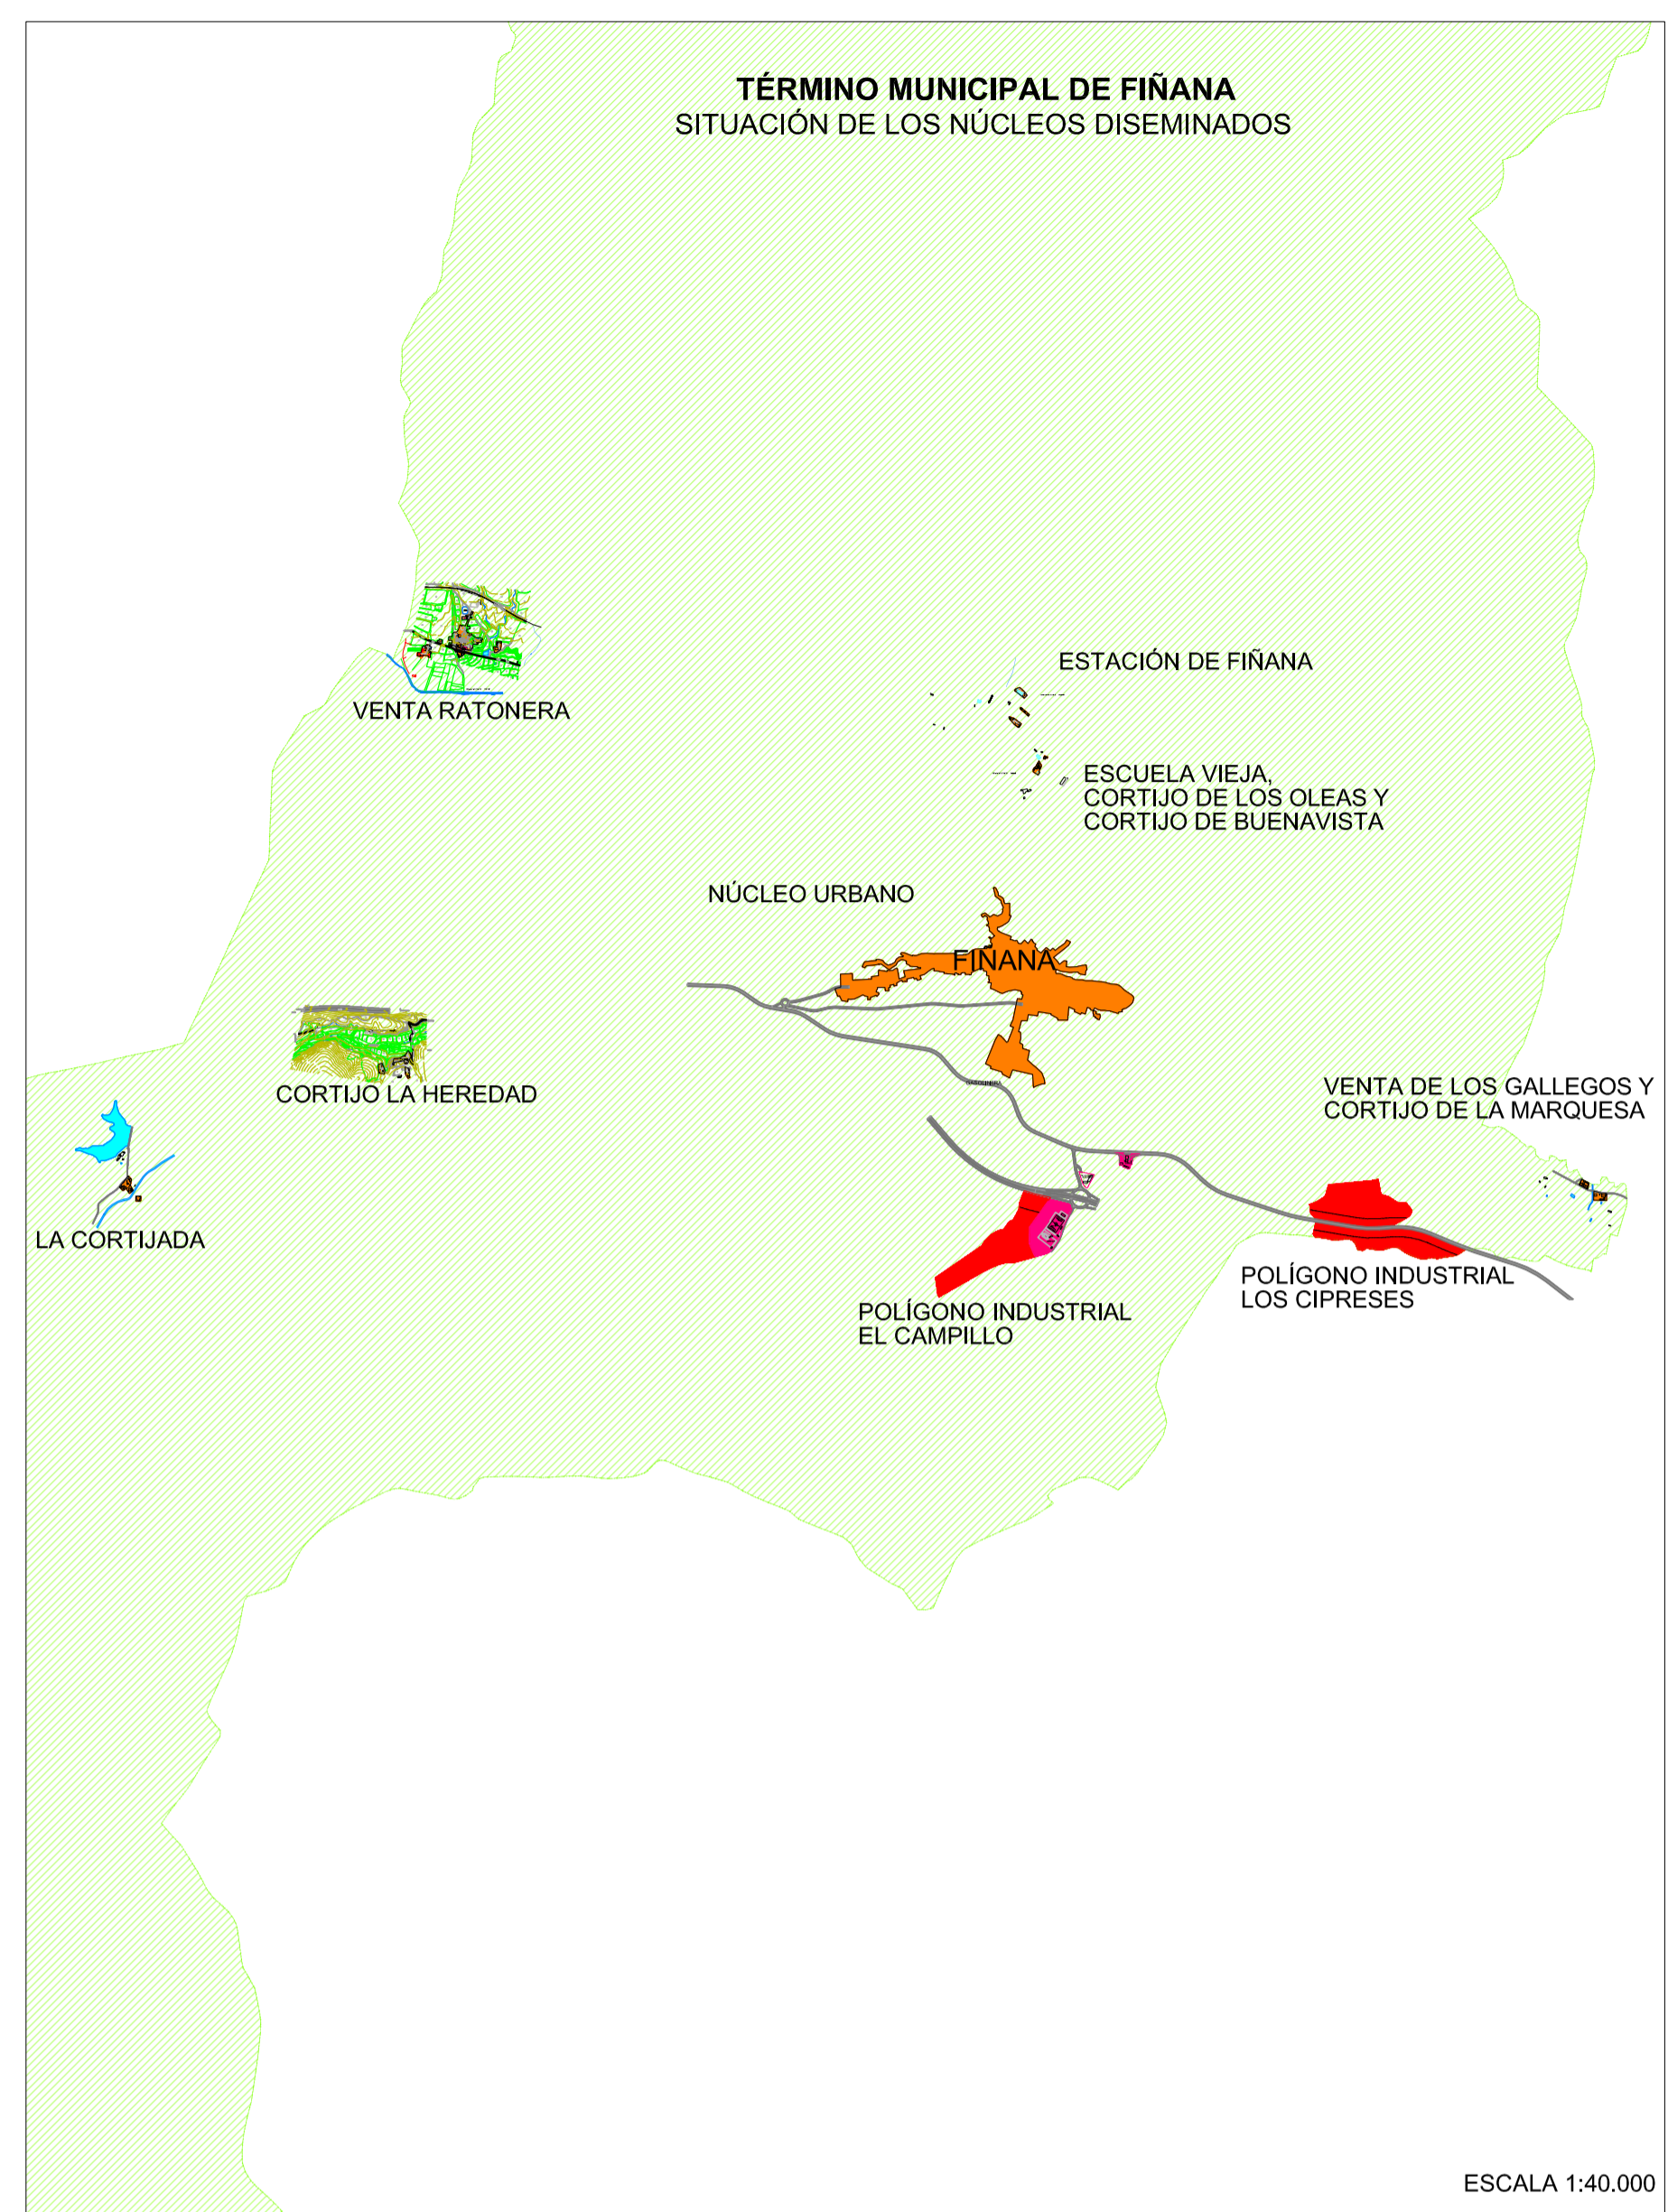 TÉRMINO MUNICIPAL DE FIÑANA
SITUACIÓN DE LOS NÚCLEOS DISEMINADOS
ESTACIÓN DE FIÑANA
VENTA RATONERA
ESCUELA VIEJA,
CORTIJO DE LOS OLEAS Y
CORTIJO DE BUENAVISTA
NÚCLEO URBANO
FIÑANA
GASOLINERA
CORTIJO LA HEREDAD
VENTA DE LOS GALLEGOS Y
CORTIJO DE LA MARQUESA
LA CORTIJADA
POLÍGONO INDUSTRIAL
LOS CIPRESES
POLÍGONO INDUSTRIAL
EL CAMPILLO
ESCALA 1:40.000